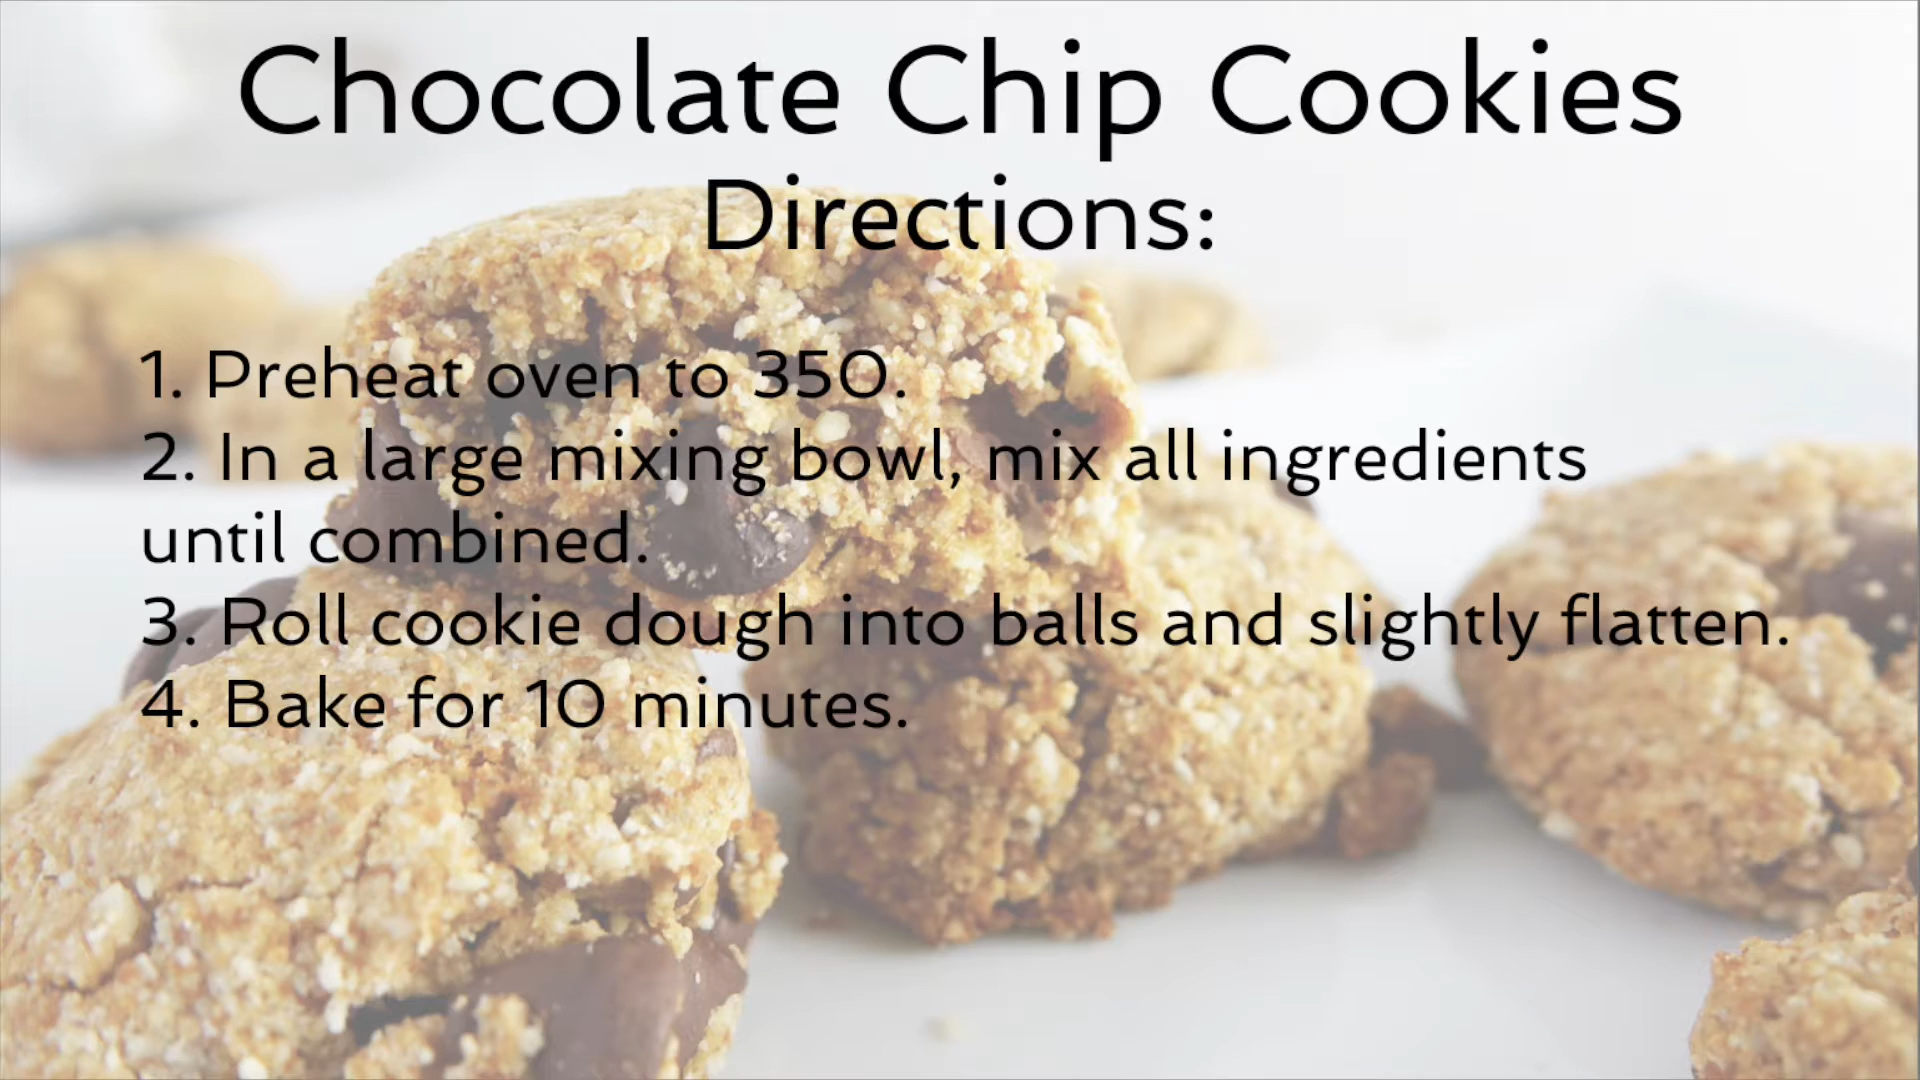 Chocolate Chip Cookies
Directions:
1. Preheat oven to 350.
2. In a large mixing bowl, mix all ingredients
until combined.
3. Roll cookie dough into balls and slightly flatten.
4. Bake for 10 minutes.